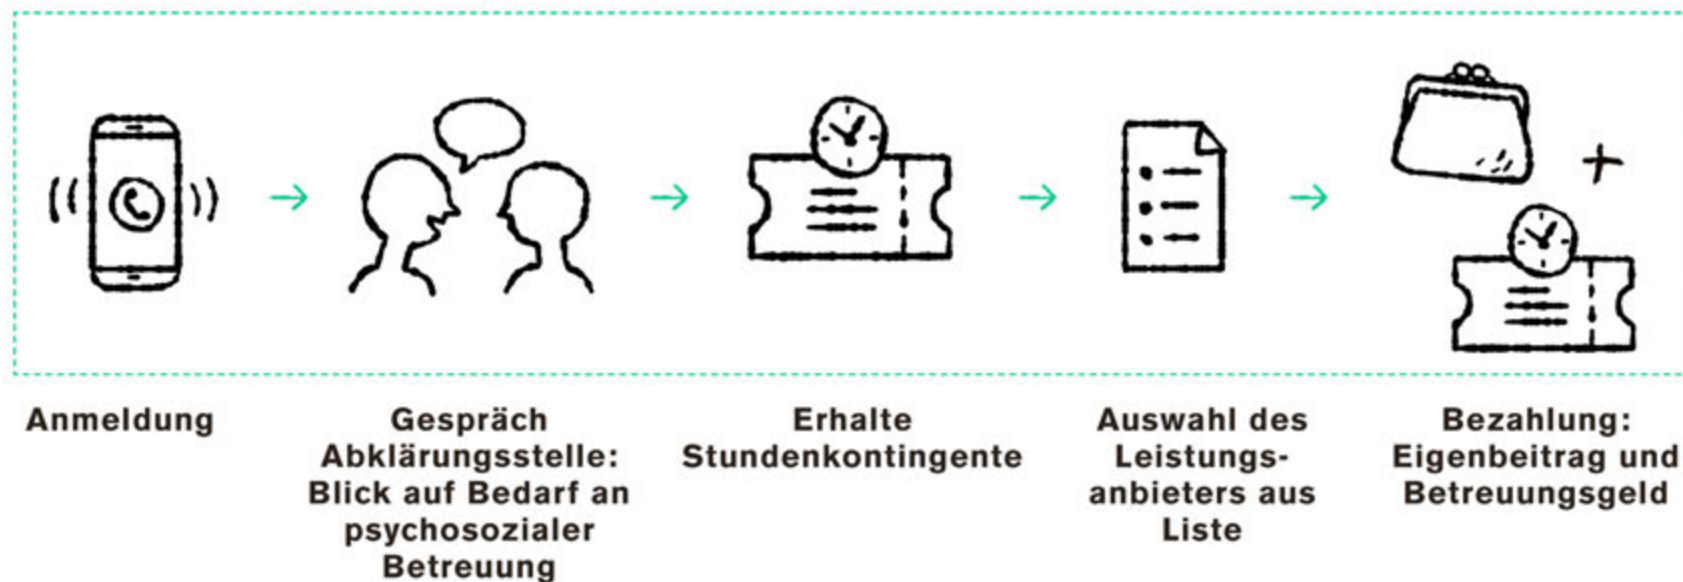 Anmeldung
Gespräch
Abklärungsstelle:
Blick auf Bedarf an
psychosozialer
Betreuung
Erhalte
Stundenkontingente
Auswahl des
Leistungs-
anbieters aus
Liste
Bezahlung:
Eigenbeitrag und
Betreuungsgeld